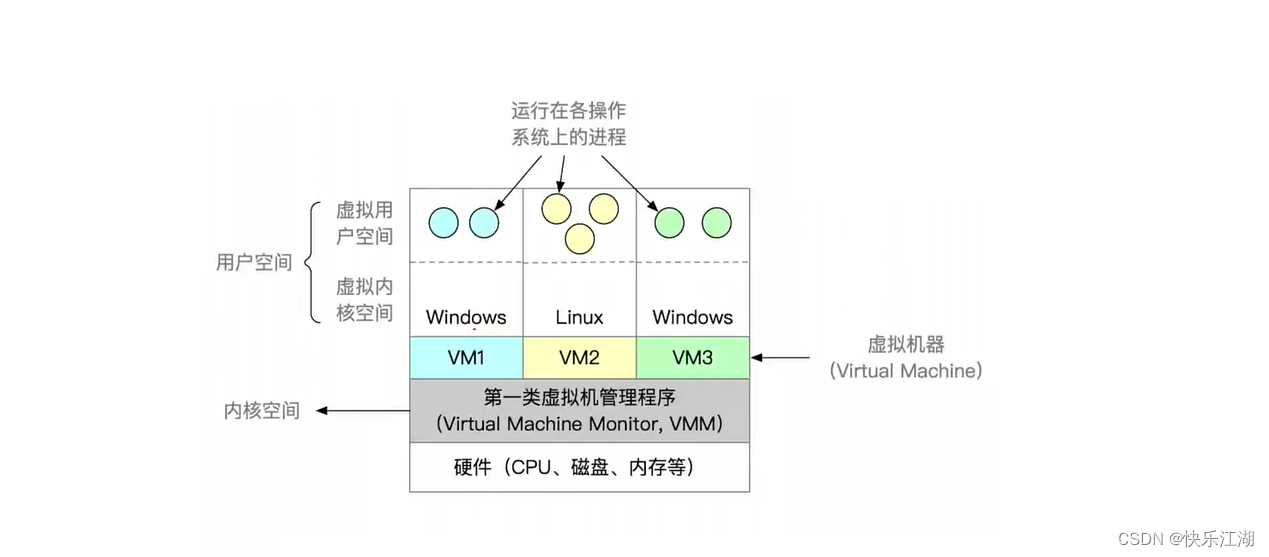 运行在各操作
系统上的进程
虚拟用
户空间
用户空间
虚拟内
核空间
Windows
Linux
Windows
VM1
VM2
VM3
虚拟机器
(Virtual Machine)
第一类虚拟机管理程序
(Virtual Machine Monitor, VMM)
内核空间
硬件（CPU、磁盘、内存等）
CSDN @快乐江湖